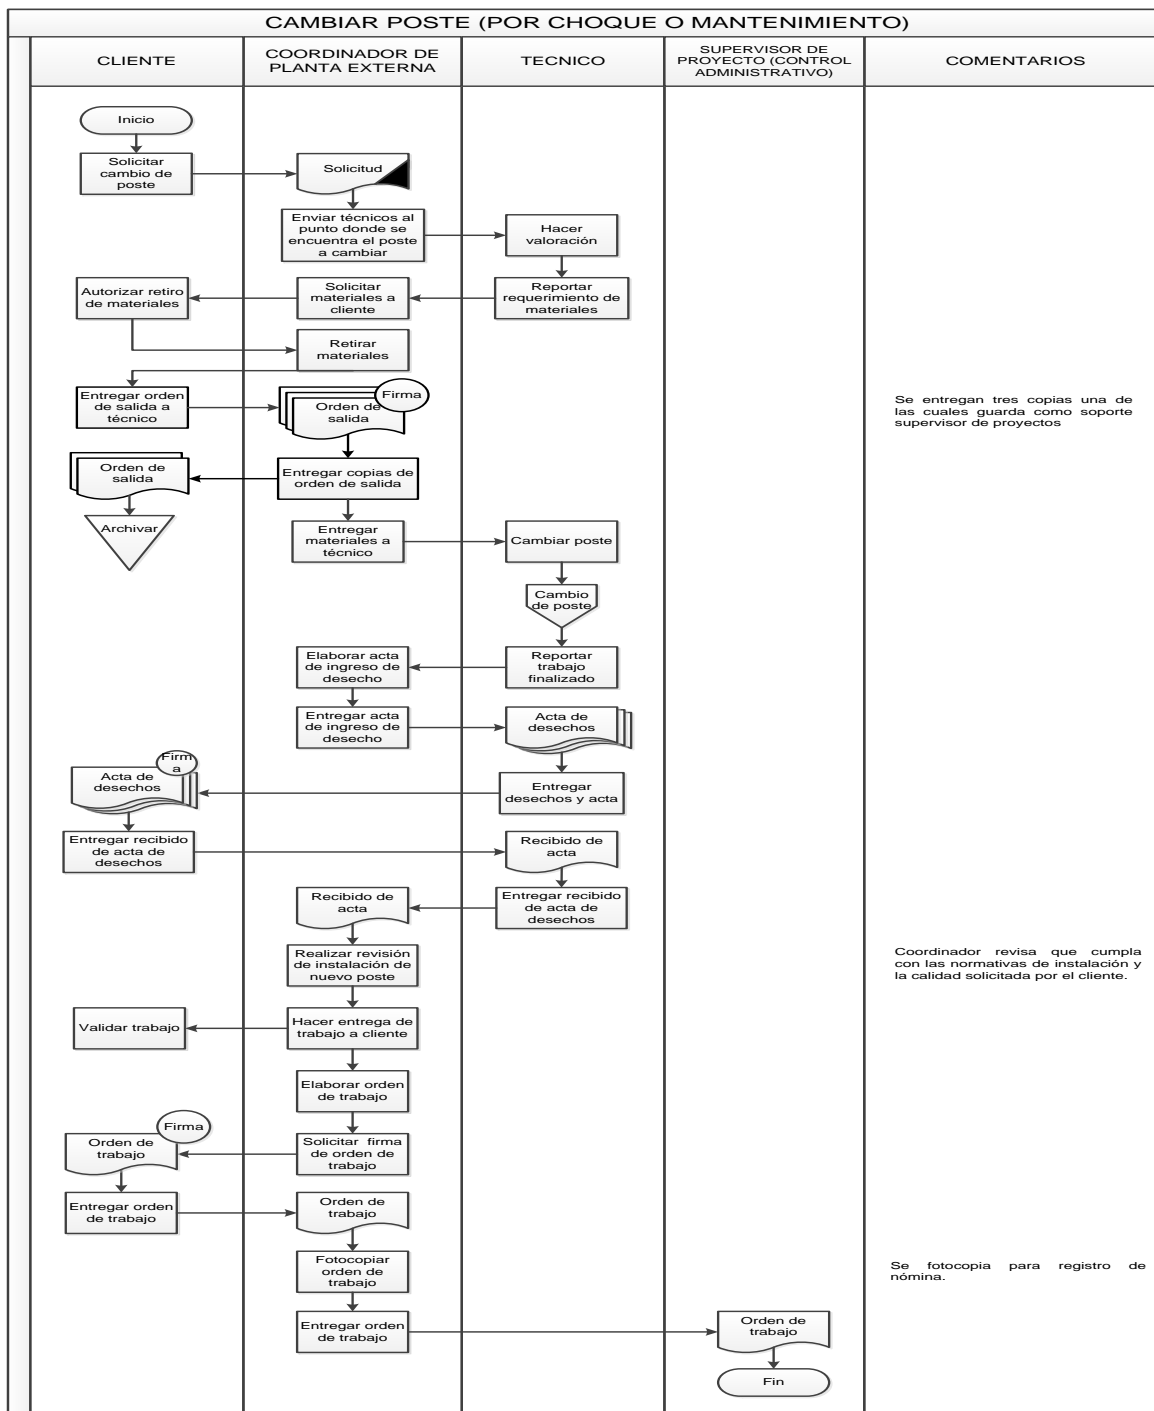 CAMBIAR POSTE (POR CHOQUE O MANTENIMIENTO)
CLIENTE
COORDINADOR DE
PLANTA EXTERNA
TECNICO
SUPERVISOR DE
PROYECTO (CONTROL
ADMINISTRATIVO)
COMENTARIOS
Inicio
Solicitar
cambio de
poste
Solicitud
Enviar técnicos al
punto donde se
encuentra el poste
a cambiar
Hacer
valoración
Autorizar retiro
de materiales
Solicitar
materiales a
cliente
Reportar
requerimiento de
materiales
Retirar
materiales
Entregar orden
de salida a
técnico
Firma
Orden de
salida
Se entregan tres copias una de
las cuales guarda como soporte
supervisor de proyectos
Orden de
salida
Entregar copias de
orden de salida
Archivar
Entregar
materiales a
técnico
Cambiar poste
Cambio
de poste
Elaborar acta
de ingreso de
desecho
Reportar
trabajo
finalizado
Entregar acta
de ingreso de
desecho
Acta de
desechos
Firm
a
Acta de
desechos
Entregar
desechos y acta
Entregar recibido
de acta de
desechos
Recibido de
acta
Recibido de
acta
Entregar recibido
de acta de
desechos
Realizar revisión
de instalación de
nuevo poste
Coordinador revisa que cumpla
con las normativas de instalación y
la calidad solicitada por el cliente.
Validar trabajo
Hacer entrega de
trabajo a cliente
Elaborar orden
de trabajo
Firma
Orden de
trabajo
Solicitar firma
de orden de
trabajo
Entregar orden
de trabajo
Orden de
trabajo
Fotocopiar
orden de
trabajo
Se fotocopia para registro de
nómina.
Entregar orden
de trabajo
Orden de
trabajo
Fin